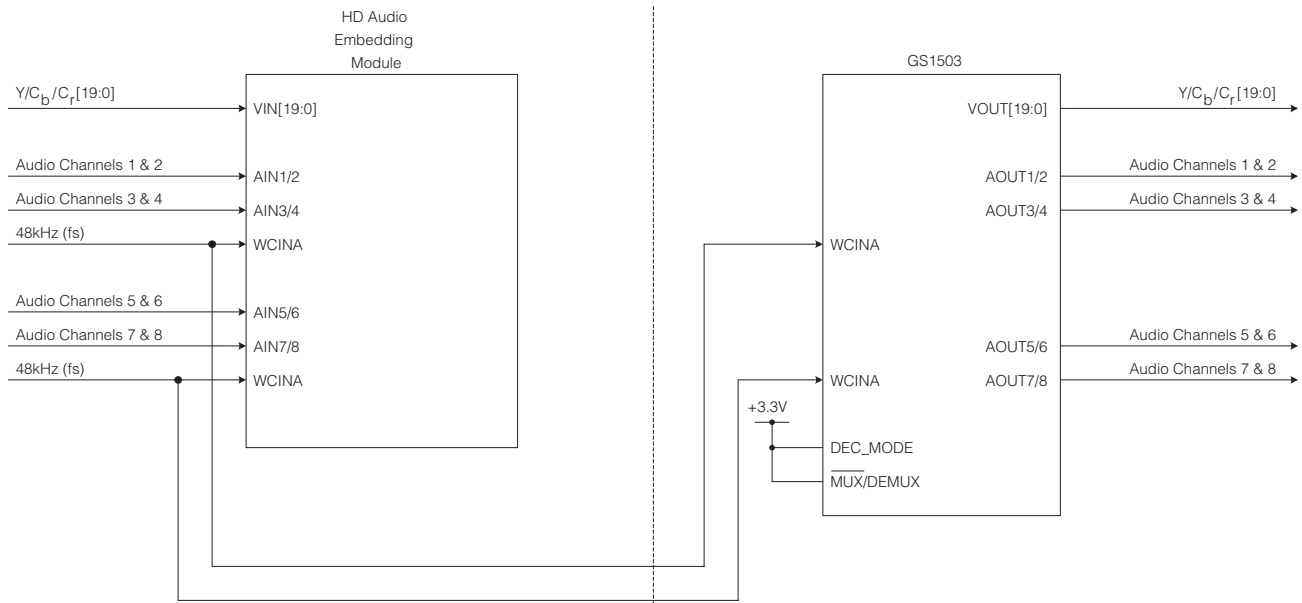 HD Audio
Embedding
Module
Y/Cb/Cr[19:0]
VIN[19:0]
Audio Channels 1 & 2
AIN1/2
Audio Channels 3 & 4
AIN3/4
48kHz (fs)
WCINA
Audio Channels 5 & 6
AIN5/6
Audio Channels 7 & 8
AIN7/8
48kHz (fs)
WCINA
GS1503
VOUT[19:0]
Y/Cb/Cr[19:0]
AOUT1/2
Audio Channels 1 & 2
AOUT3/4
Audio Channels 3 & 4
WCINA
AOUT5/6
Audio Channels 5 & 6
WCINA
AOUT7/8
Audio Channels 7 & 8
+3.3V
DEC_MODE
MUX/DEMUX